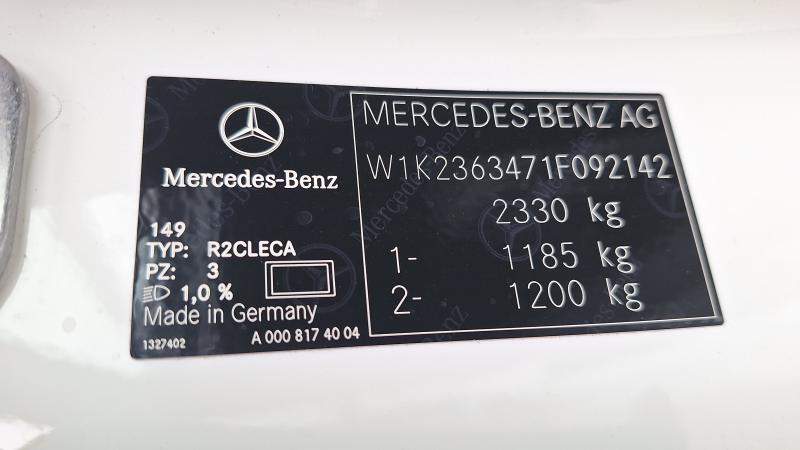 Mercedes-Benz
149
TYP: R2CLECA
PZ: 3
1,0 %
Made in Germany
1327402
A 000 817 40 04
MERCEDES-BENZ AG
W1K2363471F092142
2330 kg
1- 1185 kg
2- 1200 kg